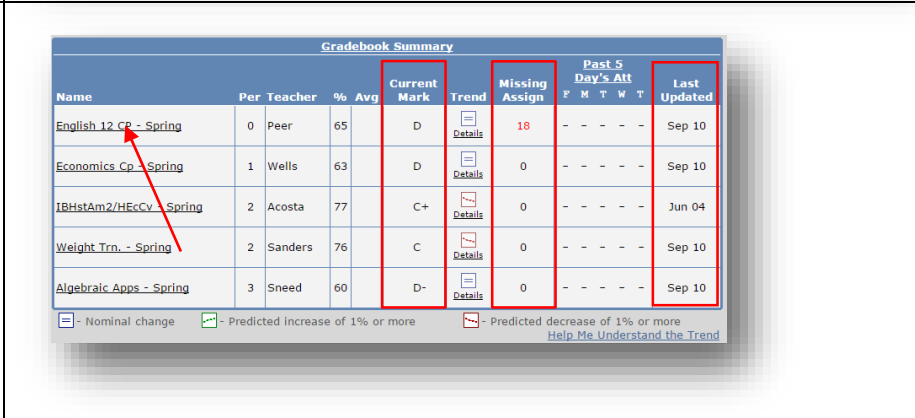 Gradebook Summary
Name Per Teacher % Avg Current Mark Trend Missing Assign Past 5 Day's Att F M T W T Last Updated
English 12 CP - Spring 0 Peer 65 D Details 18 - - - - - Sep 10
Economics Cp - Spring 1 Wells 63 D Details 0 - - - - - Sep 10
IBHstAm2/HEcCv - Spring 2 Acosta 77 C+ Details 0 - - - - - Jun 04
Weight Trn. - Spring 2 Sanders 76 C Details 0 - - - - - Sep 10
Algebraic Apps - Spring 3 Sneed 60 D- Details 0 - - - - - Sep 10
- Nominal change - Predicted increase of 1% or more - Predicted decrease of 1% or more
Help Me Understand the Trend